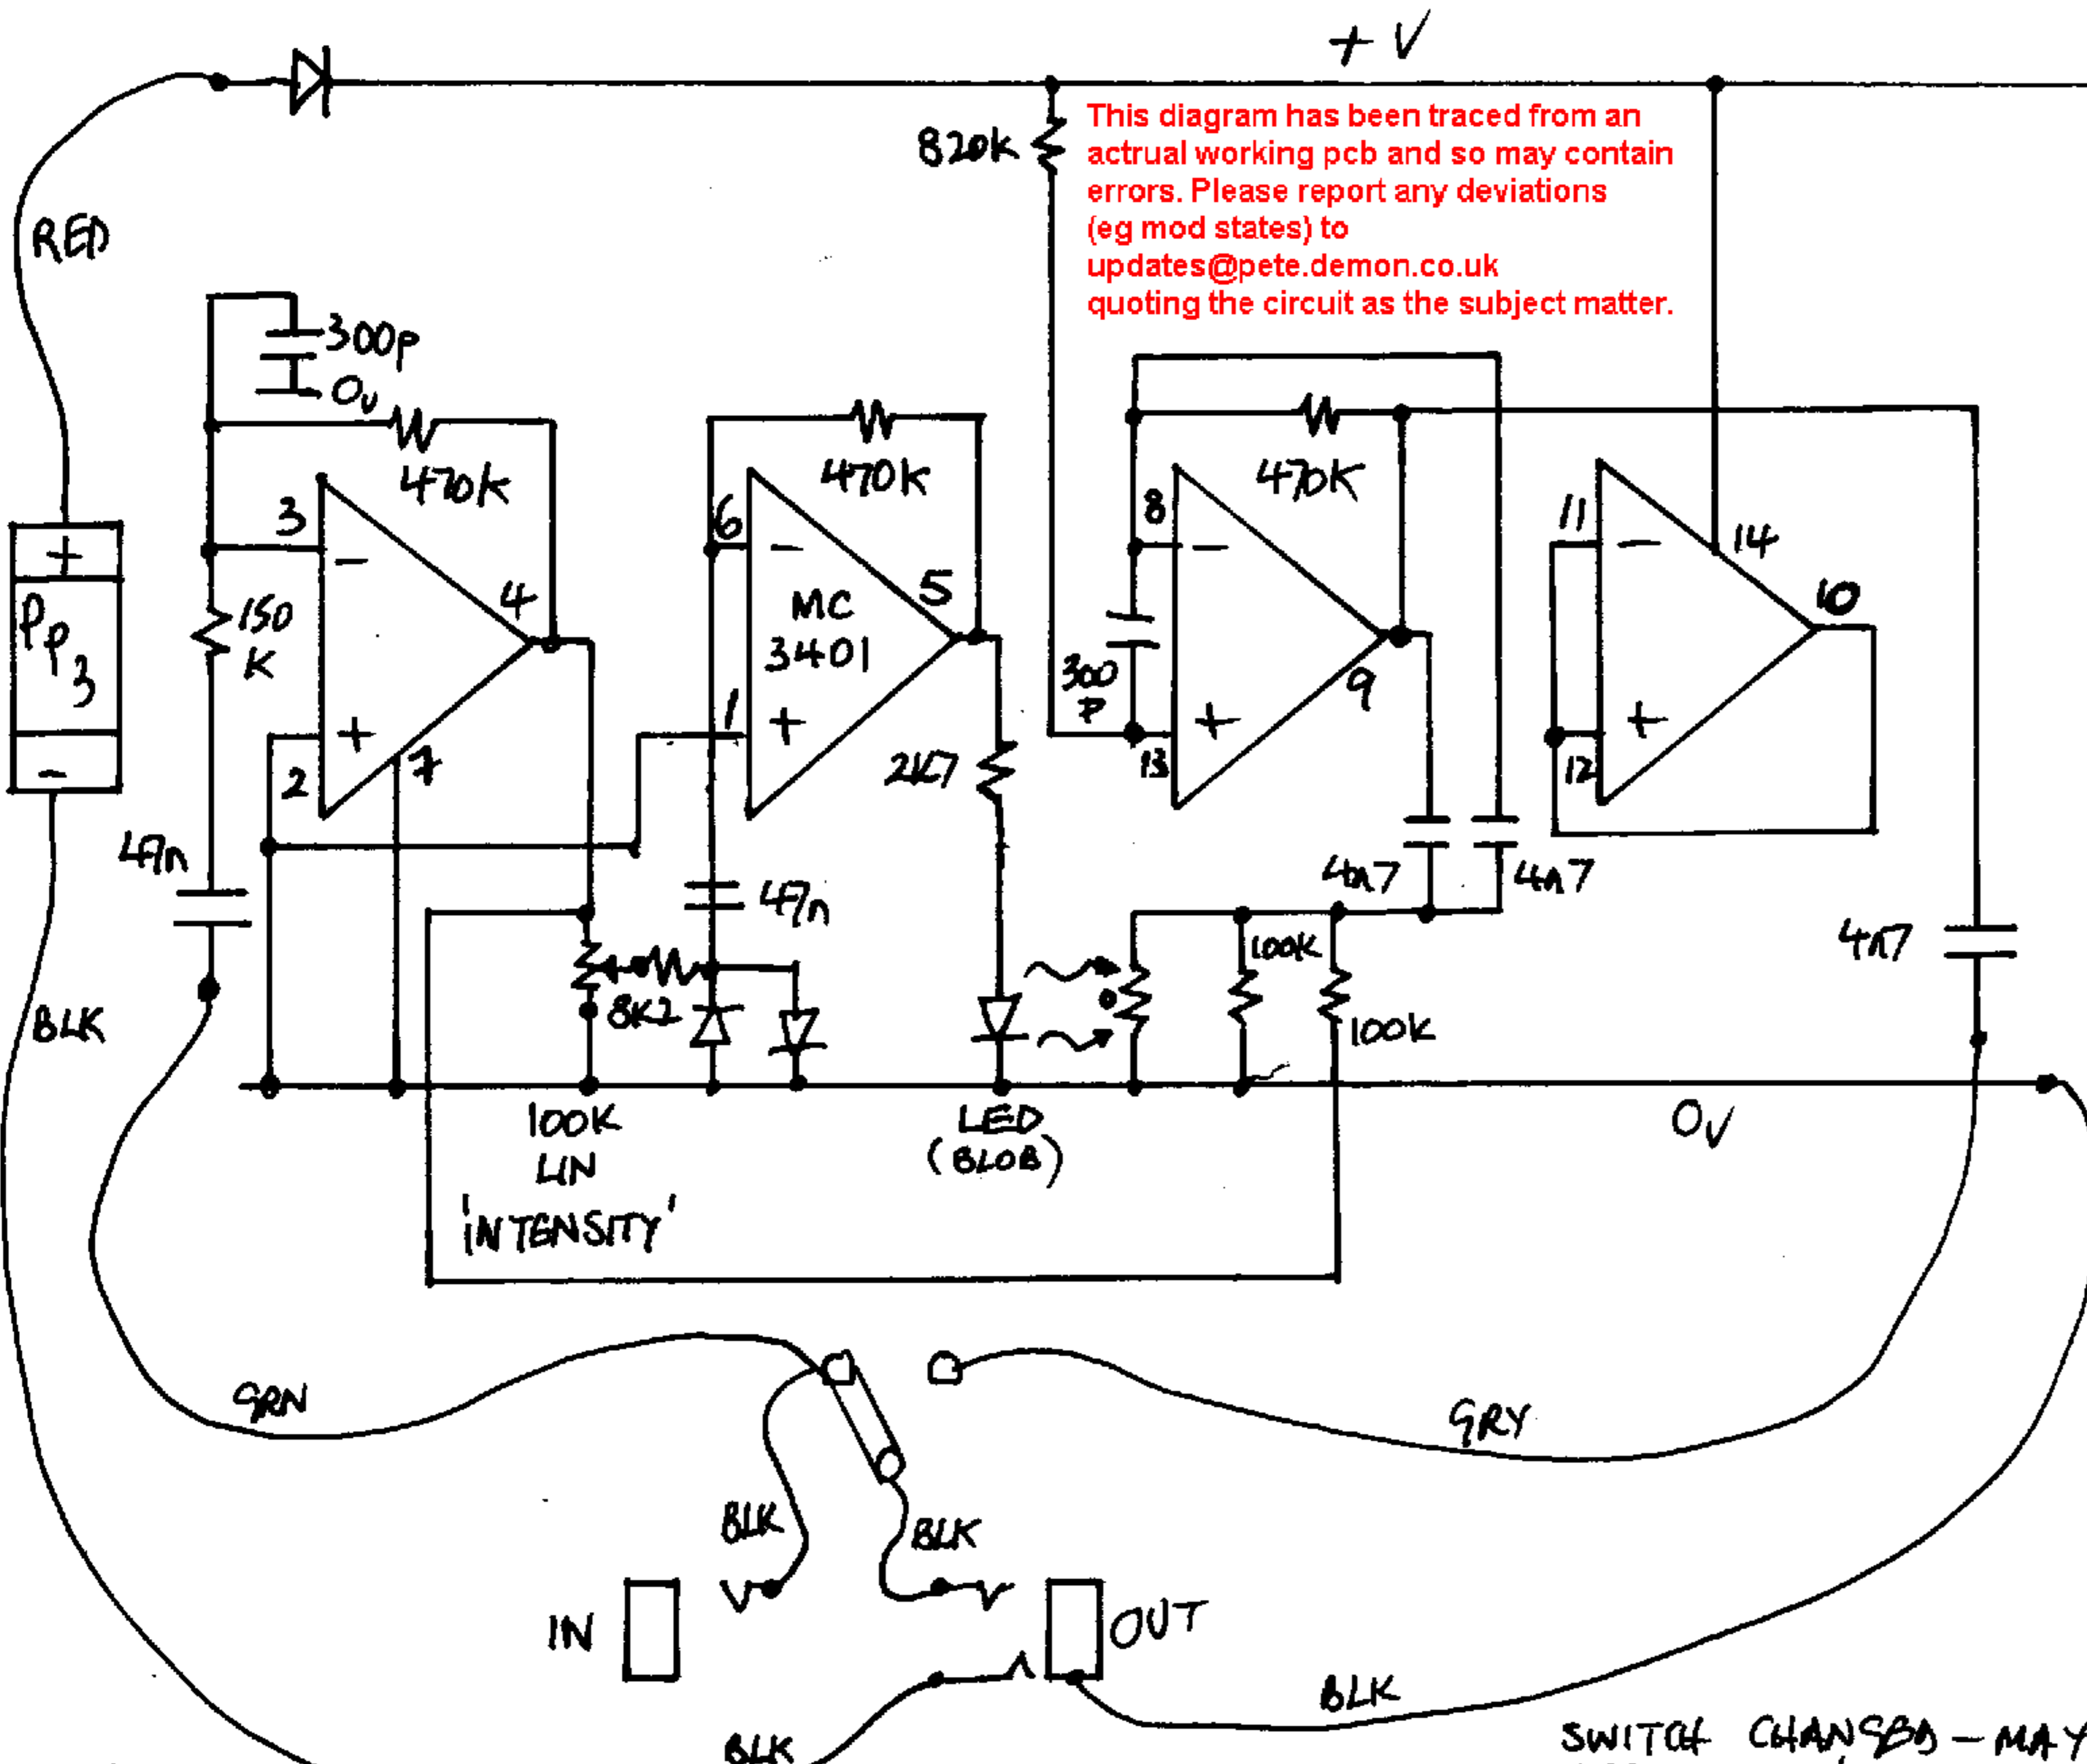 +V
820K
This diagram has been traced from an
actrual working pcb and so may contain
errors. Please report any deviations
(eg mod states) to
updates@pete.demon.co.uk
quoting the circuit as the subject matter.
RED
300p
0v
470K
470K
470K
3
6
8
11
14
+
-
PP3
150
K
-
+
2
7
4
-
MC
3401
+
1
5
-
+
13
300
P
9
-
+
12
10
2K7
47n
47n
4n7
4n7
4n7
BLK
8K2
100K
100K
100K
LIN
'INTENSITY'
LED
(BLOB)
0V
GRN
GRY
BLK
BLK
IN
OUT
BLK
BLK
SWITCH CHANGED - MAY